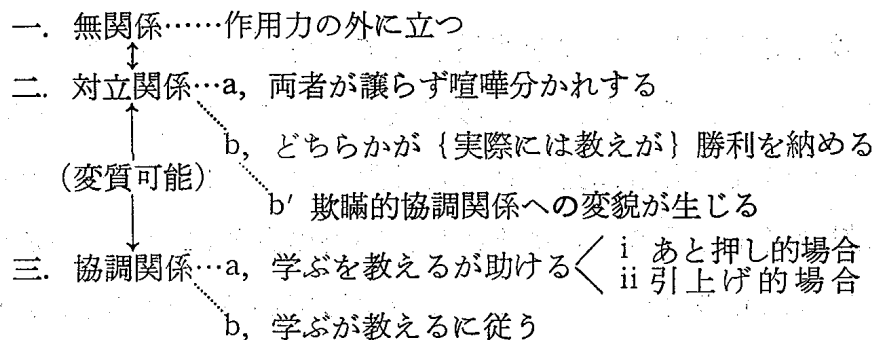 一. 無関係……作用力の外に立つ
二. 対立関係…a, 両者が譲らず喧嘩分かれする
b, どちらかが {実際には教えが} 勝利を納める
(変質可能)
b′ 欺瞞的協調関係への変貌が生じる
三. 協調関係…a, 学ぶを教えるが助ける
i あと押し的場合
ii 引上げ的場合
b, 学ぶが教えるに従う